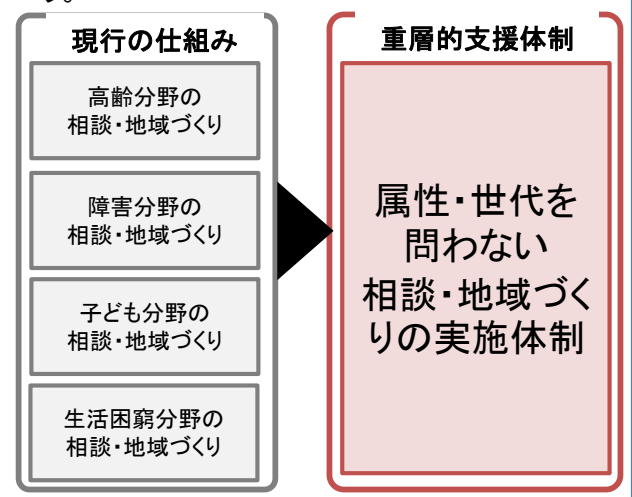 す。
現行の仕組み
高齢分野の
相談・地域づくり
障害分野の
相談・地域づくり
子ども分野の
相談・地域づくり
生活困窮分野の
相談・地域づくり
重層的支援体制
属性・世代を
問わない
相談・地域づく
りの実施体制